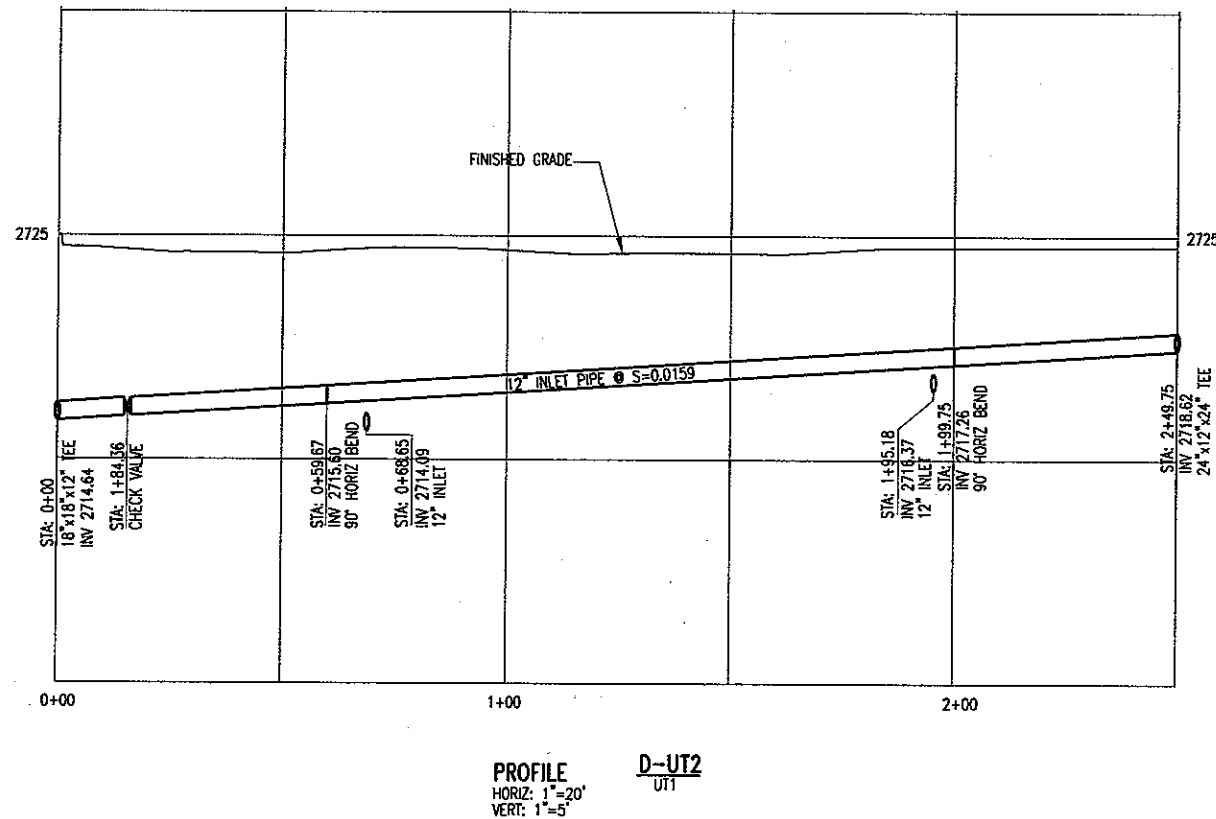 FINISHED GRADE
2725
2725
12" INLET PIPE @ S=0.0159
STA: 0+00
18"x18"x12" TEE
INV 2714.64
STA: 1+84.36
CHECK VALVE
STA: 0+59.67
INV 2715.60
90° HORIZ BEND
STA: 0+68.65
INV 2714.09
12" INLET
STA: 1+95.18
INV 2716.37
12" INLET
STA: 1+99.75
INV 2717.26
90° HORIZ BEND
STA: 2+49.75
INV 2718.62
24"x12"x24" TEE
0+00
1+00
2+00
PROFILE
HORIZ: 1"=20'
VERT: 1"=5'
D-UT2
UT1